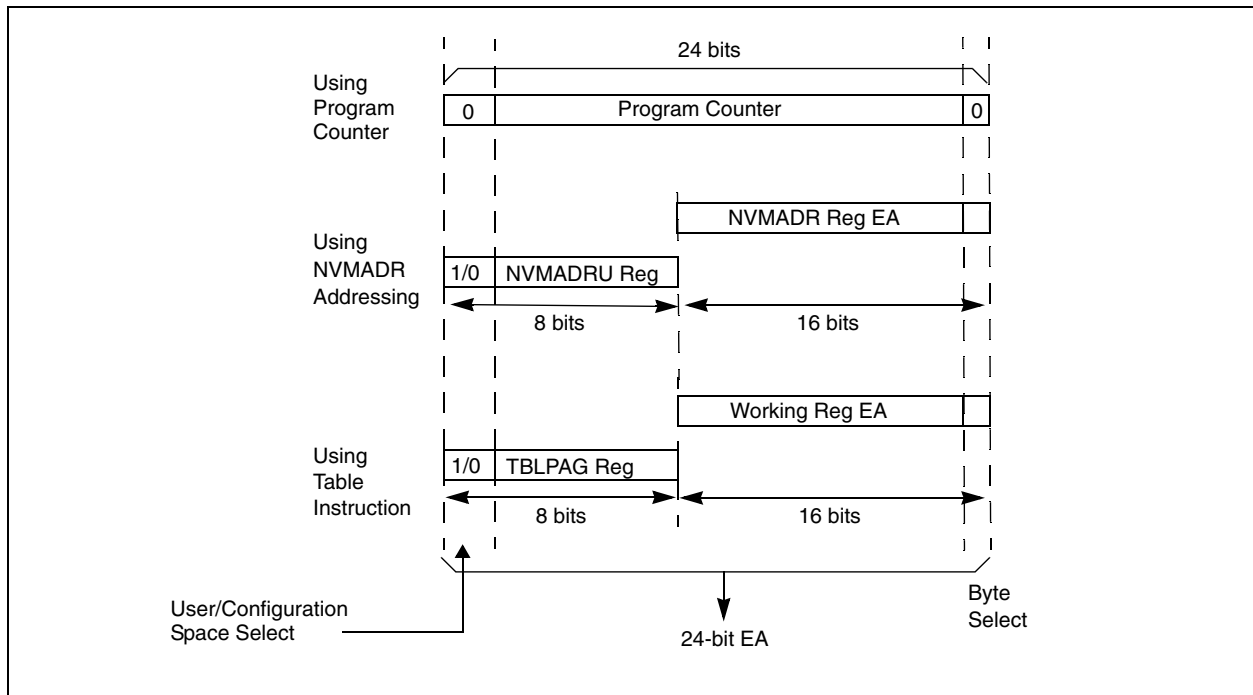 24 bits
Using
Program
Counter
0
Program Counter
0
NVMADR Reg EA
Using
NVMADR
Addressing
1/0
NVMADRU Reg
8 bits
16 bits
Working Reg EA
Using
Table
Instruction
1/0
TBLPAG Reg
8 bits
16 bits
User/Configuration
Space Select
24-bit EA
Byte
Select